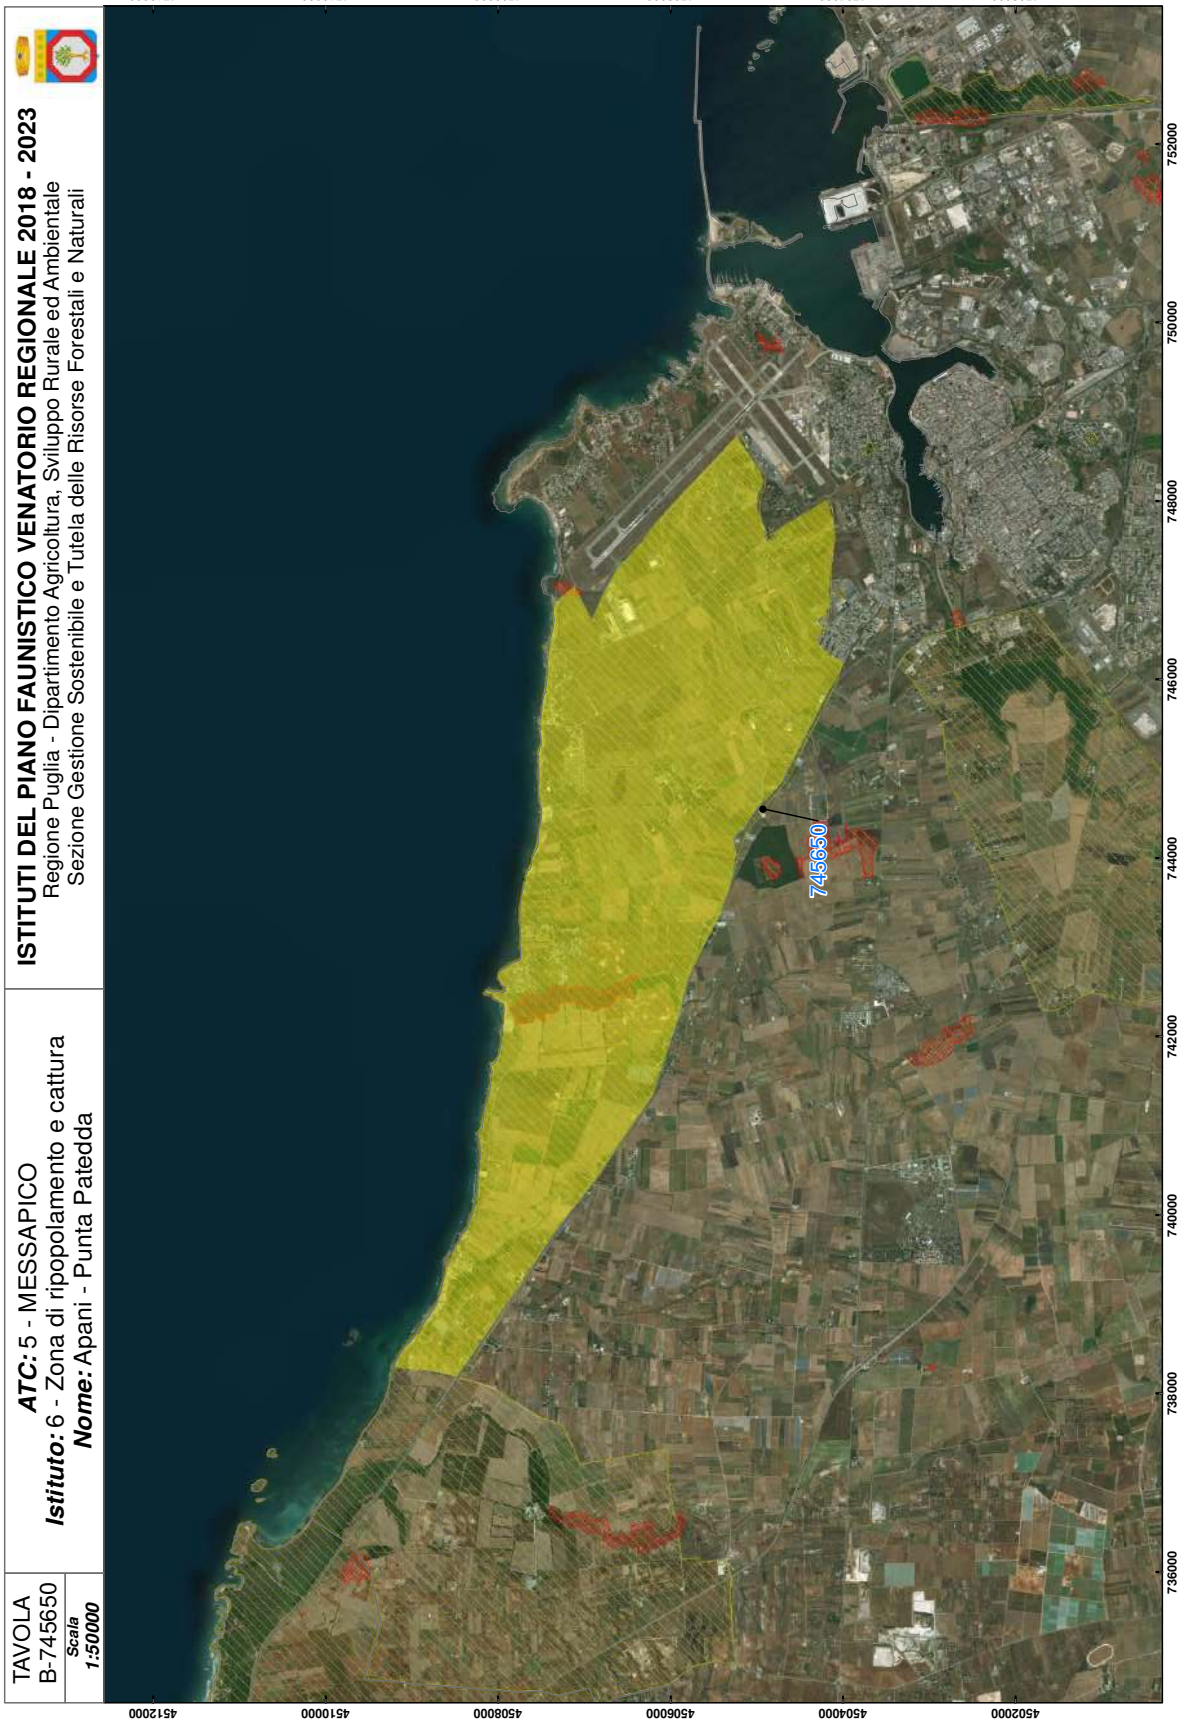 TAVOLA
B-745650
Scala
1:50000
ATC: 5 - MESSAPICO
Istituto: 6 - Zona di ripopolamento e cattura
Nome: Apani - Punta Patedda
ISTITUTI DEL PIANO FAUNISTICO VENATORIO REGIONALE 2018 - 2023
Regione Puglia - Dipartimento Agricoltura, Sviluppo Rurale ed Ambientale
Sezione Gestione Sostenibile e Tutela delle Risorse Forestali e Naturali
745650
4512000
4510000
4508000
4506000
4504000
4502000
736000
738000
740000
742000
744000
746000
748000
750000
752000